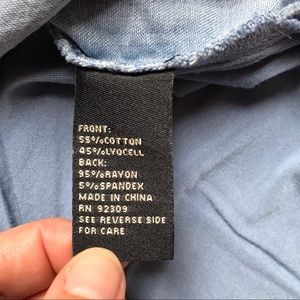 FRONT:
55%COTTON
45%LYOCELL
BACK:
95%RAYON
5%SPANDEX
MADE IN CHINA
RN 92309
SEE REVERSE SIDE
FOR CARE